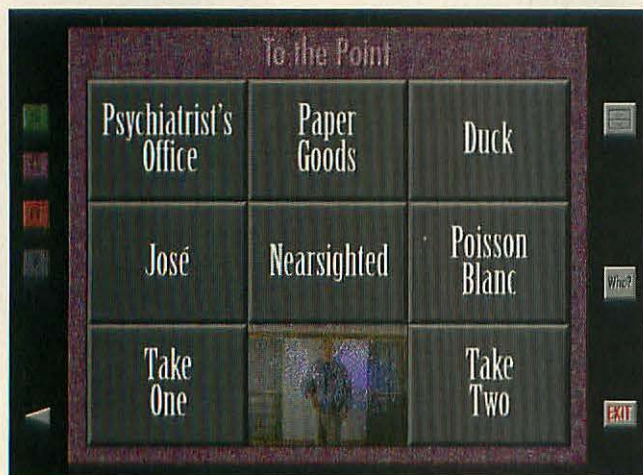 To the Point
Psychiatrist's
Office
Paper
Goods
Duck
José
Nearsighted
Poisson
Blanc
Who?
Take
One
Take
Two
EXIT